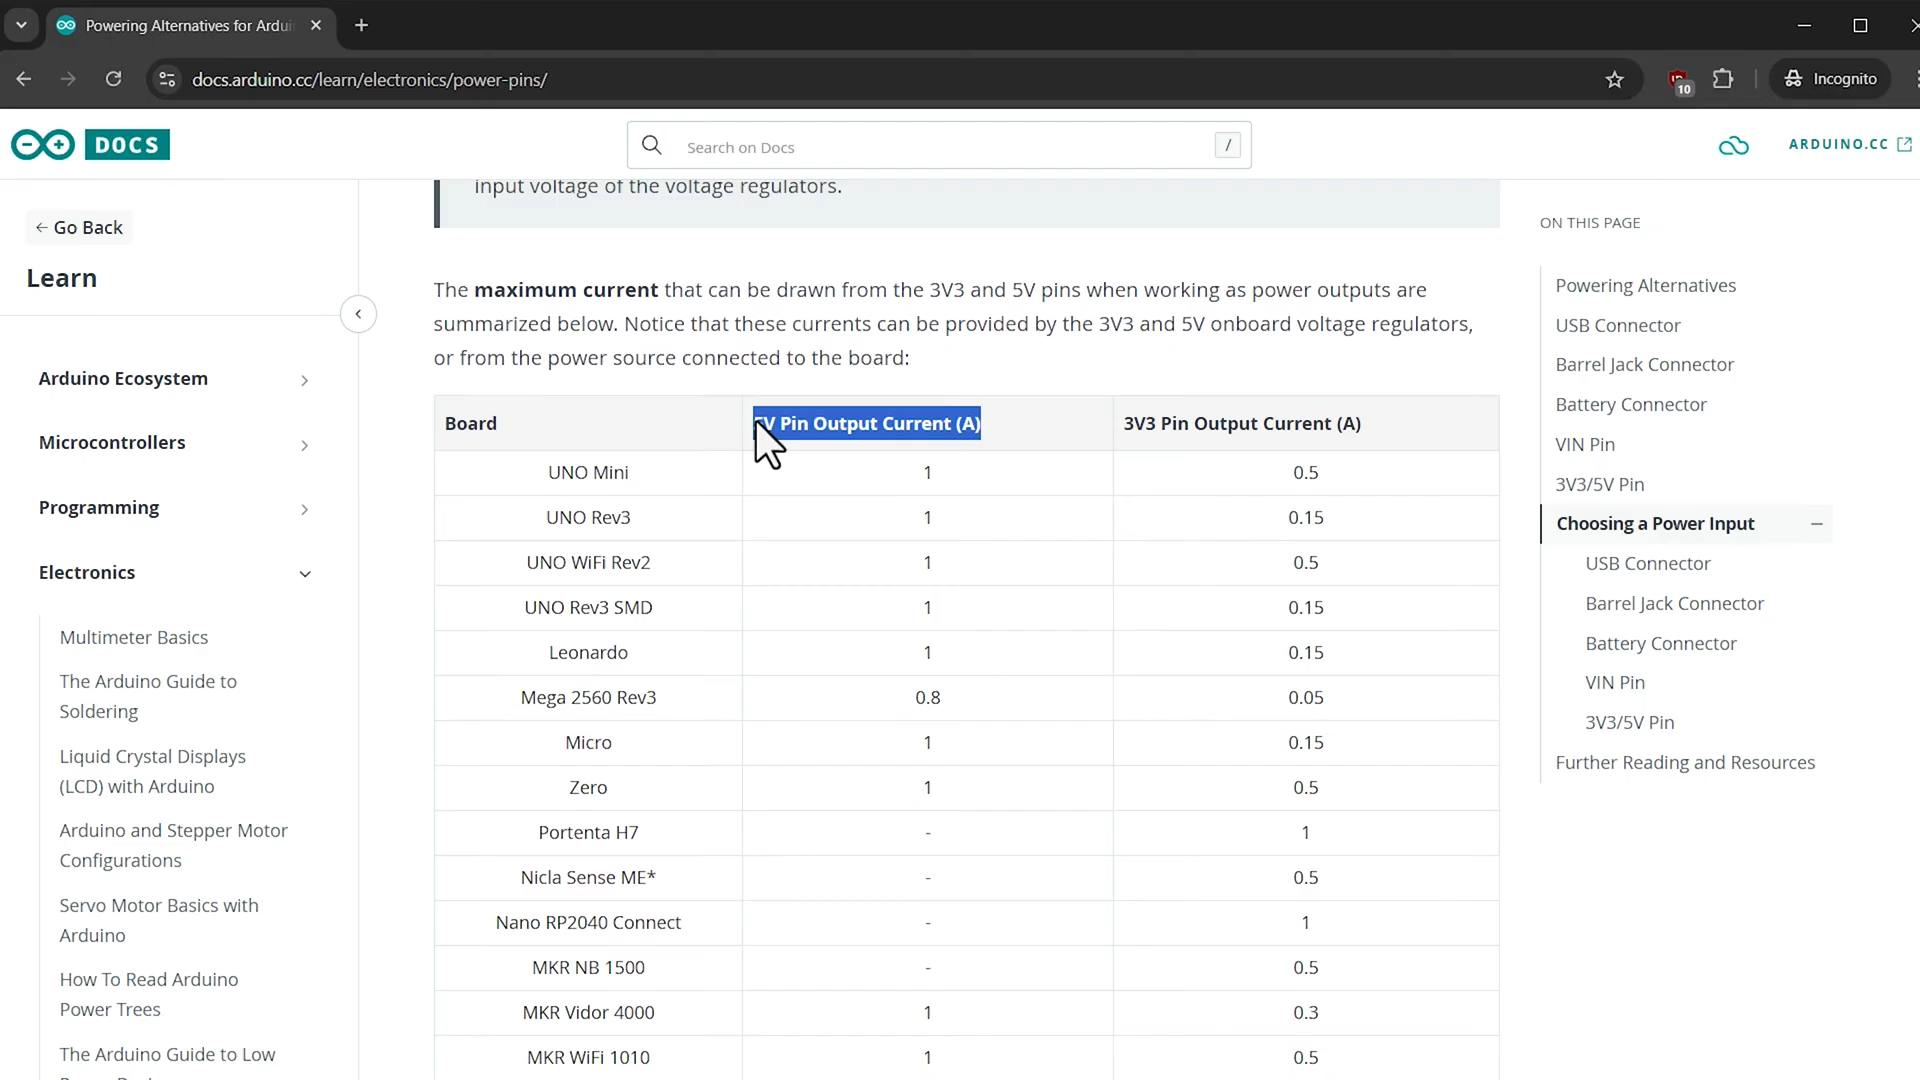 Powering Alternatives for Ardui
docs.arduino.cc/learn/electronics/power-pins/
10
Incognito
DOCS
Search on Docs
/
ARDUINO.CC
← Go Back
Learn
Arduino Ecosystem
Microcontrollers
Programming
Electronics
Multimeter Basics
The Arduino Guide to
Soldering
Liquid Crystal Displays
(LCD) with Arduino
Arduino and Stepper Motor
Configurations
Servo Motor Basics with
Arduino
How To Read Arduino
Power Trees
The Arduino Guide to Low
input voltage of the voltage regulators.
The maximum current that can be drawn from the 3V3 and 5V pins when working as power outputs are
summarized below. Notice that these currents can be provided by the 3V3 and 5V onboard voltage regulators,
or from the power source connected to the board:
Board 5V Pin Output Current (A) 3V3 Pin Output Current (A)
UNO Mini 1 0.5
UNO Rev3 1 0.15
UNO WiFi Rev2 1 0.5
UNO Rev3 SMD 1 0.15
Leonardo 1 0.15
Mega 2560 Rev3 0.8 0.05
Micro 1 0.15
Zero 1 0.5
Portenta H7 - 1
Nicla Sense ME* - 0.5
Nano RP2040 Connect - 1
MKR NB 1500 - 0.5
MKR Vidor 4000 1 0.3
MKR WiFi 1010 1 0.5
ON THIS PAGE
Powering Alternatives
USB Connector
Barrel Jack Connector
Battery Connector
VIN Pin
3V3/5V Pin
Choosing a Power Input
USB Connector
Barrel Jack Connector
Battery Connector
VIN Pin
3V3/5V Pin
Further Reading and Resources